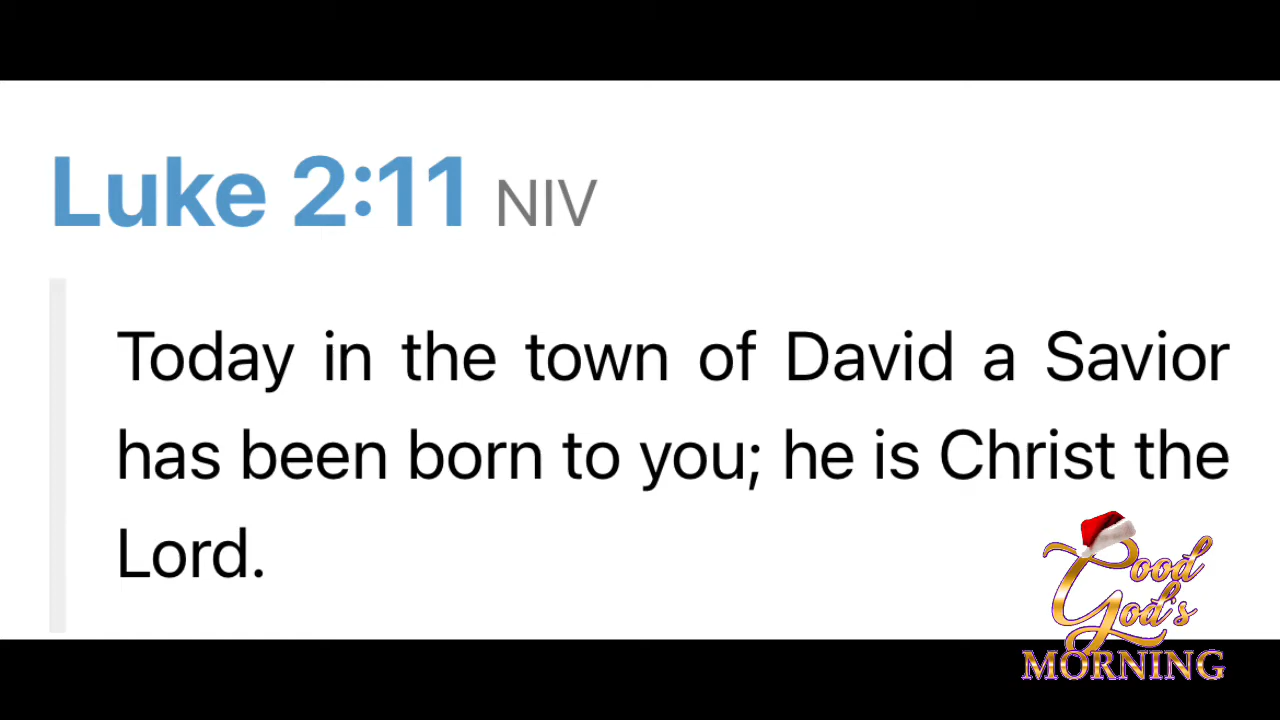 Luke 2:11 NIV
Today in the town of David a Savior
has been born to you; he is Christ the
Lord.
Good
God's
MORNING